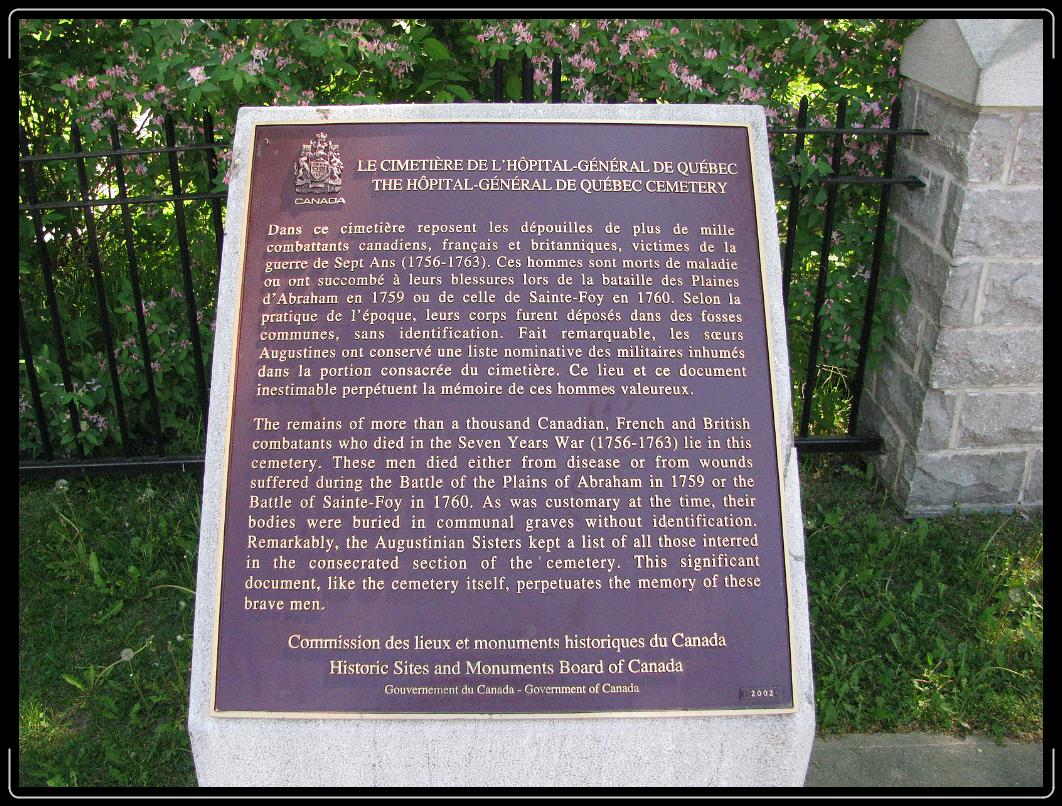 LE CIMETIÈRE DE L'HÔPITAL-GÉNÉRAL DE QUÉBEC
THE HÔPITAL-GÉNÉRAL DE QUÉBEC CEMETERY
CANADA
Dans ce cimetière reposent les dépouilles de plus de mille
combattants canadiens, français et britanniques, victimes de la
guerre de Sept Ans (1756-1763). Ces hommes sont morts de maladie
ou ont succombé à leurs blessures lors de la bataille des Plaines
d'Abraham en 1759 ou de celle de Sainte-Foy en 1760. Selon la
pratique de l'époque, leurs corps furent déposés dans des fosses
communes, sans identification. Fait remarquable, les sœurs
Augustines ont conservé une liste nominative des militaires inhumés
dans la portion consacrée du cimetière. Ce lieu et ce document
inestimable perpétuent la mémoire de ces hommes valeureux.
The remains of more than a thousand Canadian, French and British
combatants who died in the Seven Years War (1756-1763) lie in this
cemetery. These men died either from disease or from wounds
suffered during the Battle of the Plains of Abraham in 1759 or the
Battle of Sainte-Foy in 1760. As was customary at the time, their
bodies were buried in communal graves without identification.
Remarkably, the Augustinian Sisters kept a list of all those interred
in the consecrated section of the cemetery. This significant
document, like the cemetery itself, perpetuates the memory of these
brave men.
Commission des lieux et monuments historiques du Canada
Historic Sites and Monuments Board of Canada
Gouvernement du Canada - Government of Canada
2002